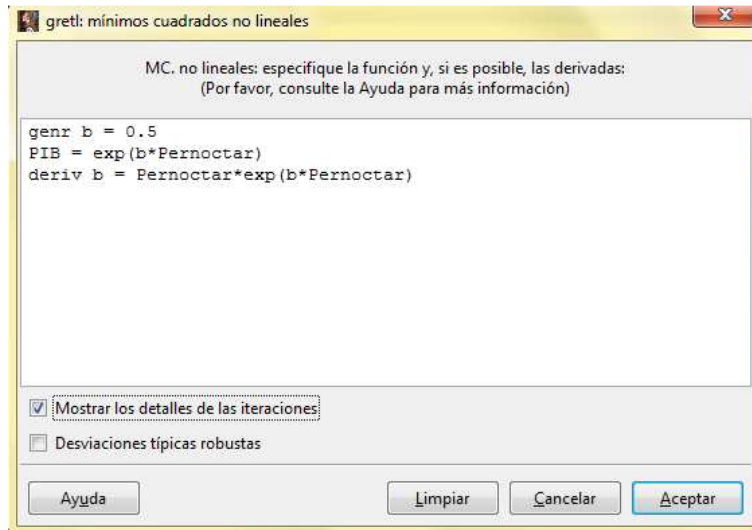 gretl: mínimos cuadrados no lineales
MC. no lineales: especifique la función y, si es posible, las derivadas:
(Por favor, consulte la Ayuda para más información)
genr b = 0.5
PIB = exp(b*Pernoctar)
deriv b = Pernoctar*exp(b*Pernoctar)
Mostrar los detalles de las iteraciones
Desviaciones típicas robustas
Ayuda Limpiar Cancelar Aceptar